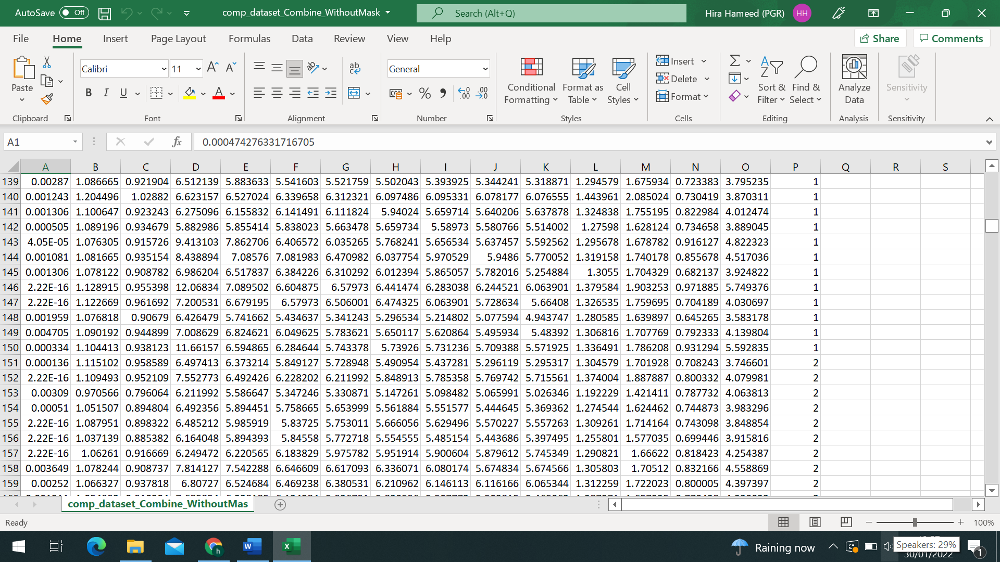 AutoSave Off comp_dataset_Combine_WithoutMask Search (Alt+Q) Hira Hameed (PGR) HH
File Home Insert Page Layout Formulas Data Review View Help Share Comments
Paste Calibri 11 General Conditional Formatting Format as Table Cell Styles Insert Delete Format Sort & Filter Find & Select Analyze Data Sensitivity
Clipboard Font Alignment Number Styles Cells Editing Analysis Sensitivity
A1 fx 0.000474276331716705
A B C D E F G H I J K L M N O P Q R S
139 0.00287 1.086665 0.921904 6.512139 5.883633 5.541603 5.521759 5.502043 5.393925 5.344241 5.318871 1.294579 1.675934 0.723383 3.795235 1
140 0.001243 1.204496 1.02882 6.623157 6.527024 6.339658 6.312321 6.097486 6.095331 6.078177 6.076555 1.443961 2.085024 0.730419 3.870311 1
141 0.001306 1.100647 0.923243 6.275096 6.155832 6.141491 6.111824 5.94024 5.659714 5.640206 5.637878 1.324838 1.755195 0.822984 4.012474 1
142 0.000505 1.089196 0.934679 5.882986 5.855414 5.838023 5.663478 5.659734 5.58973 5.580766 5.514002 1.27598 1.628124 0.734658 3.889045 1
143 4.05E-05 1.076305 0.915726 9.413103 7.862706 6.406572 6.035265 5.768241 5.656534 5.637457 5.592562 1.295678 1.678782 0.916127 4.822323 1
144 0.001081 1.081665 0.935154 8.438894 7.08576 7.081983 6.470982 6.037754 5.970529 5.9486 5.770052 1.319158 1.740178 0.855678 4.517036 1
145 0.001306 1.078122 0.908782 6.986204 6.517837 6.384226 6.310292 6.012394 5.865057 5.782016 5.254884 1.3055 1.704329 0.682137 3.924822 1
146 2.22E-16 1.128915 0.955398 12.06834 7.089502 6.604875 6.57973 6.441474 6.283038 6.244521 6.063901 1.379584 1.903253 0.971885 5.749376 1
147 2.22E-16 1.122669 0.961692 7.200531 6.679195 6.57973 6.506001 6.474325 6.063901 5.728634 5.66408 1.326535 1.759695 0.704189 4.030697 1
148 0.001959 1.076818 0.90679 6.426479 5.741662 5.434637 5.341243 5.296534 5.214802 5.077594 4.943747 1.280585 1.639897 0.645265 3.583178 1
149 0.004705 1.090192 0.944899 7.008629 6.824621 6.049625 5.783621 5.650117 5.620864 5.495934 5.48392 1.306816 1.707769 0.792333 4.139804 1
150 0.000334 1.104413 0.938123 11.66157 6.594865 6.284644 5.743378 5.73926 5.731236 5.709388 5.571925 1.336491 1.786208 0.931294 5.592835 1
151 0.000136 1.115102 0.958589 6.497413 6.373214 5.849127 5.728948 5.490954 5.437281 5.296119 5.295317 1.304579 1.701928 0.708243 3.746601 2
152 2.22E-16 1.109493 0.952109 7.552773 6.492426 6.228202 6.211992 5.848913 5.785358 5.769742 5.715561 1.374004 1.887887 0.800332 4.079981 2
153 0.00309 0.970566 0.796064 6.211992 5.586647 5.347246 5.330871 5.147261 5.098482 5.065991 5.026346 1.192229 1.421411 0.787732 4.063813 2
154 0.00051 1.051507 0.894804 6.492356 5.894451 5.758665 5.653999 5.561884 5.551577 5.444645 5.369362 1.274544 1.624462 0.744873 3.983296 2
155 2.22E-16 1.087951 0.898322 6.485212 5.985919 5.83725 5.753011 5.666056 5.629496 5.570227 5.557263 1.309261 1.714164 0.743098 3.848854 2
156 2.22E-16 1.037139 0.885382 6.164048 5.894393 5.84558 5.772718 5.554555 5.485154 5.443686 5.397495 1.255801 1.577035 0.699446 3.915816 2
157 2.22E-16 1.06261 0.916669 6.249472 6.220565 6.183829 5.975782 5.951914 5.900604 5.879612 5.745349 1.290821 1.66622 0.818423 4.254387 2
158 0.003649 1.078244 0.908737 7.814127 7.542288 6.646609 6.617093 6.336071 6.080174 5.674834 5.674566 1.305803 1.70512 0.832166 4.558869 2
159 0.00252 1.066327 0.937818 6.80727 6.524684 6.469238 6.380531 6.210962 6.146113 6.116166 6.065344 1.312259 1.722023 0.800005 4.397397 2
comp_dataset_Combine_WithoutMas
Ready 100%
Raining now Speakers: 29% 1
30/01/2022